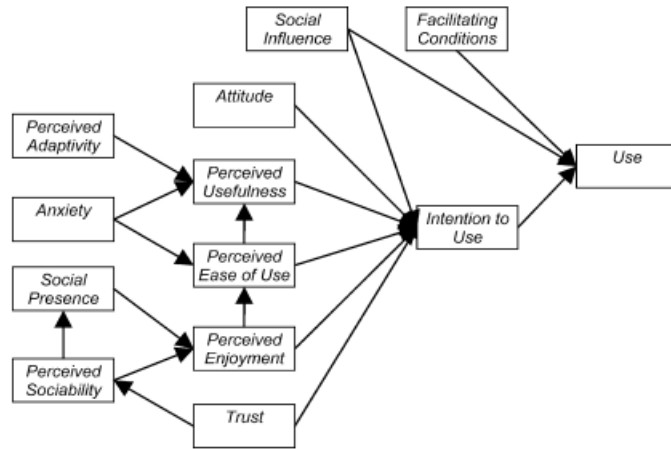 Social
Influence
Facilitating
Conditions
Attitude
Perceived
Adaptivity
Perceived
Usefulness
Use
Anxiety
Intention to
Use
Perceived
Ease of Use
Social
Presence
Perceived
Enjoyment
Perceived
Sociability
Trust